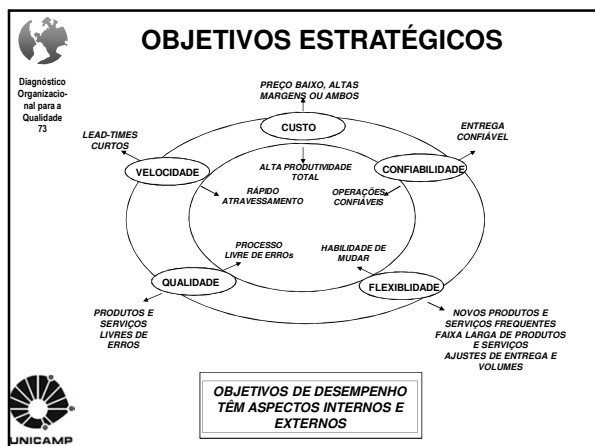 OBJETIVOS ESTRATÉGICOS
Diagnóstico
Organizacio-
nal para a
Qualidade
73
PREÇO BAIXO, ALTAS
MARGENS OU AMBOS
CUSTO
ALTA PRODUTIVIDADE
TOTAL
LEAD-TIMES
CURTOS
VELOCIDADE
RÁPIDO
ATRAVESSAMENTO
ENTREGA
CONFIÁVEL
CONFIABILIDADE
OPERAÇÕES
CONFIÁVEIS
PROCESSO
LIVRE DE ERROs
QUALIDADE
PRODUTOS E
SERVIÇOS
LIVRES DE
ERROS
HABILIDADE DE
MUDAR
FLEXIBLIDADE
NOVOS PRODUTOS E
SERVIÇOS FREQUENTES
FAIXA LARGA DE PRODUTOS
E SERVIÇOS
AJUSTES DE ENTREGA E
VOLUMES
OBJETIVOS DE DESEMPENHO
TÊM ASPECTOS INTERNOS E
EXTERNOS
UNICAMP